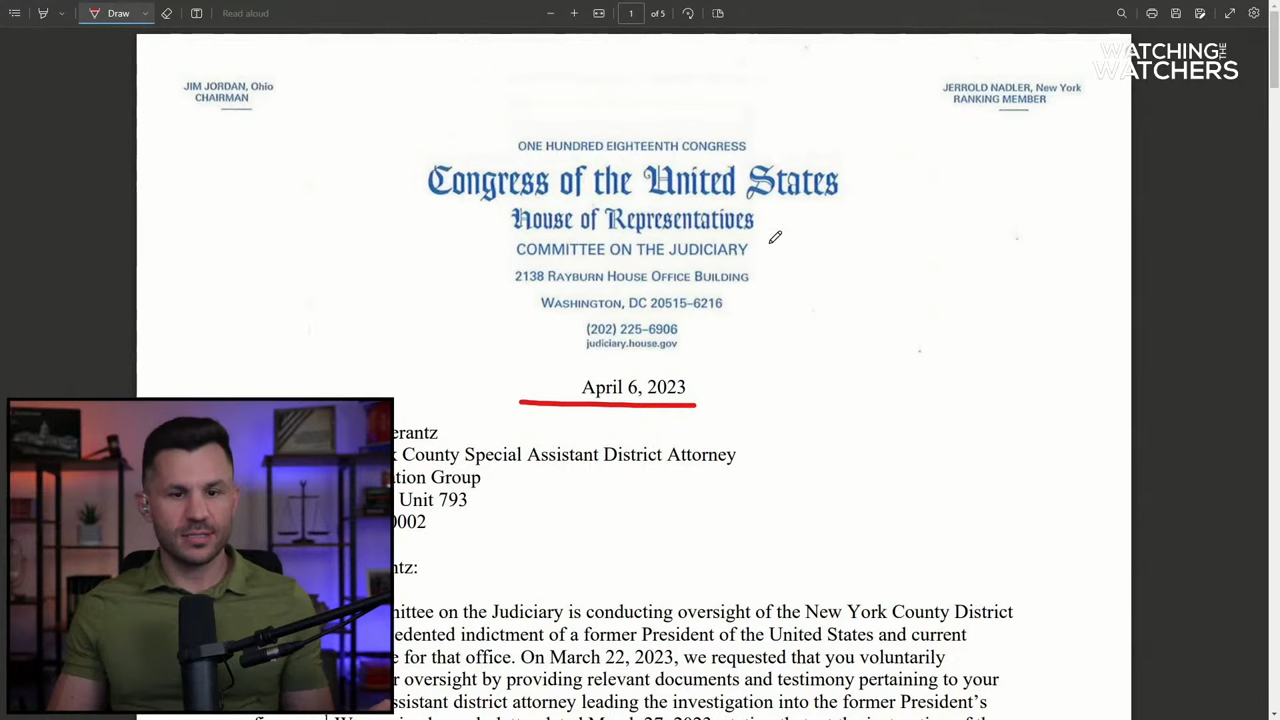 Draw
Read aloud
1 of 5
WATCHING THE
WATCHERS
JIM JORDAN, Ohio
CHAIRMAN
JERROLD NADLER, New York
RANKING MEMBER
ONE HUNDRED EIGHTEENTH CONGRESS
Congress of the United States
House of Representatives
COMMITTEE ON THE JUDICIARY
2138 RAYBURN HOUSE OFFICE BUILDING
WASHINGTON, DC 20515–6216
(202) 225–6906
judiciary.house.gov
April 6, 2023
erantz
County Special Assistant District Attorney
tion Group
Unit 793
0002
ntz:
mittee on the Judiciary is conducting oversight of the New York County District
edented indictment of a former President of the United States and current
e for that office. On March 22, 2023, we requested that you voluntarily
r oversight by providing relevant documents and testimony pertaining to your
ssistant district attorney leading the investigation into the former President's